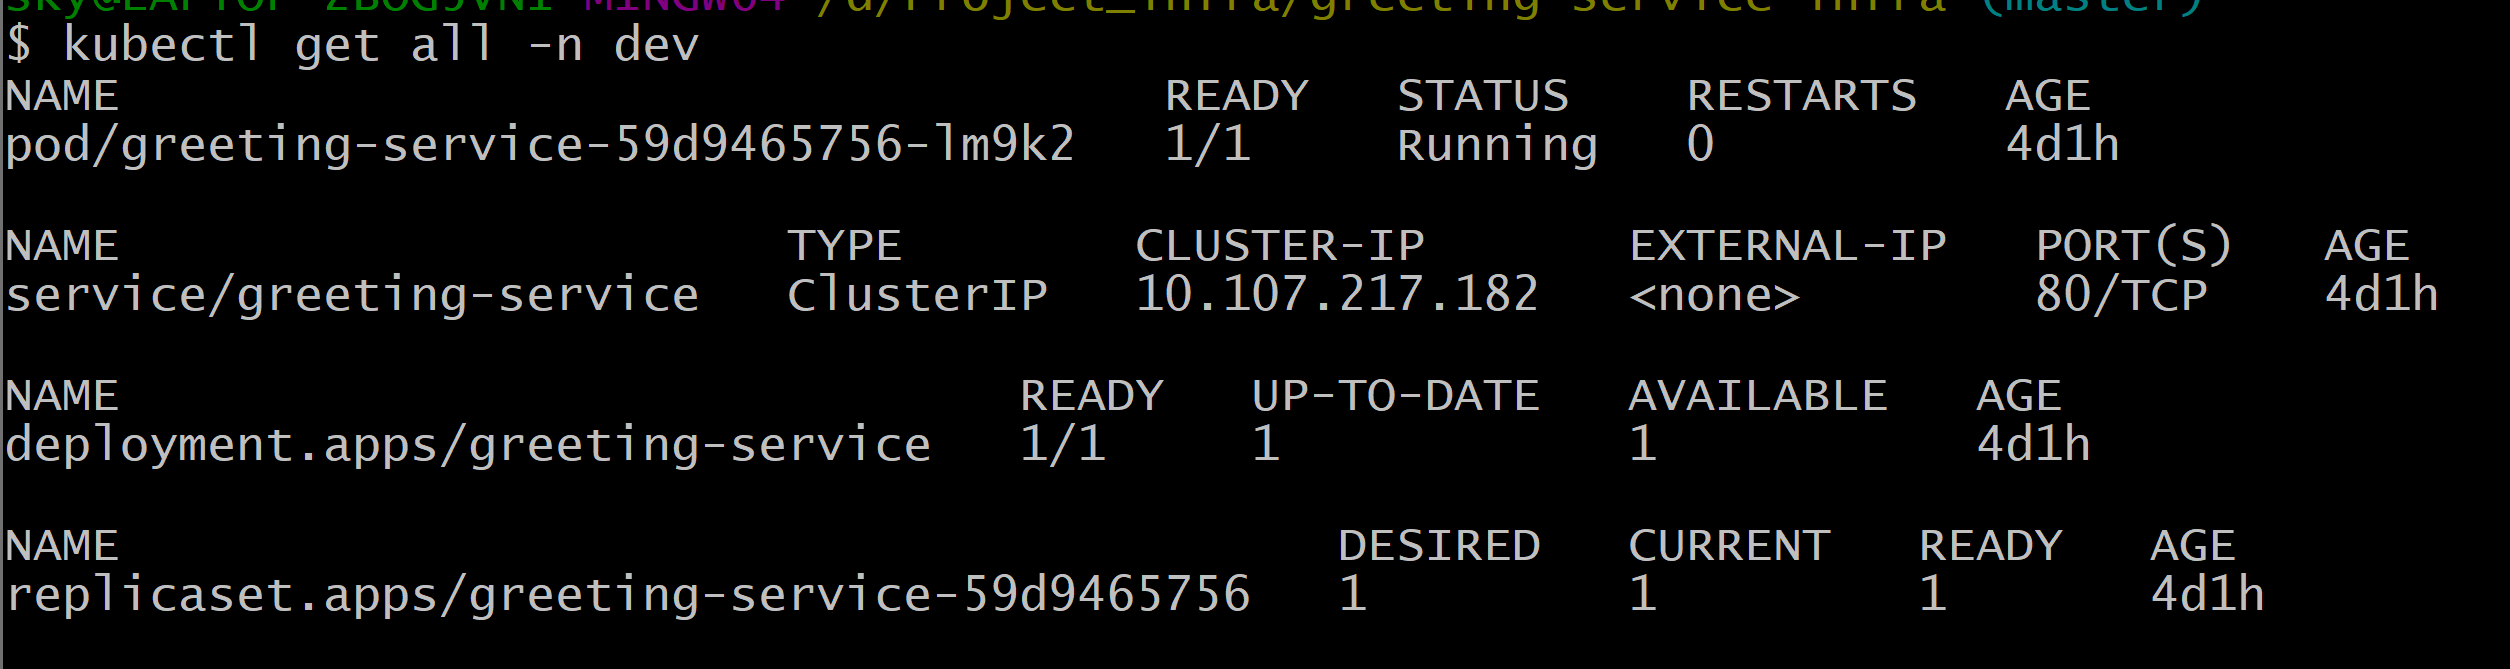 $ kubectl get all -n dev
NAME READY STATUS RESTARTS AGE
pod/greeting-service-59d9465756-lm9k2 1/1 Running 0 4d1h
NAME TYPE CLUSTER-IP EXTERNAL-IP PORT(S) AGE
service/greeting-service ClusterIP 10.107.217.182 <none> 80/TCP 4d1h
NAME READY UP-TO-DATE AVAILABLE AGE
deployment.apps/greeting-service 1/1 1 1 4d1h
NAME DESIRED CURRENT READY AGE
replicaset.apps/greeting-service-59d9465756 1 1 1 4d1h